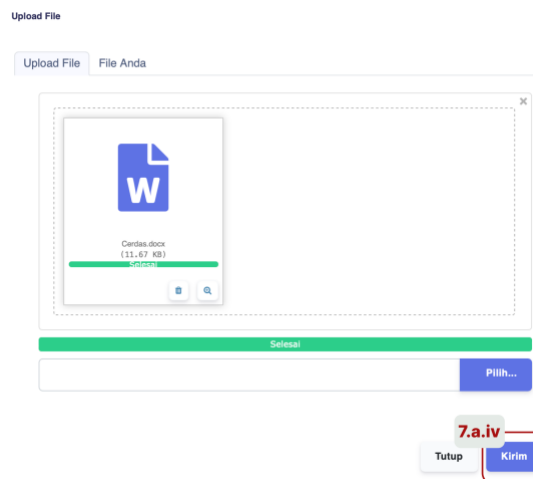 Upload File
Upload File File Anda
×
W
Cerdas.docx
(11.67 KB)
Selesai
Selesai
Pilih...
7.a.iv
Tutup Kirim